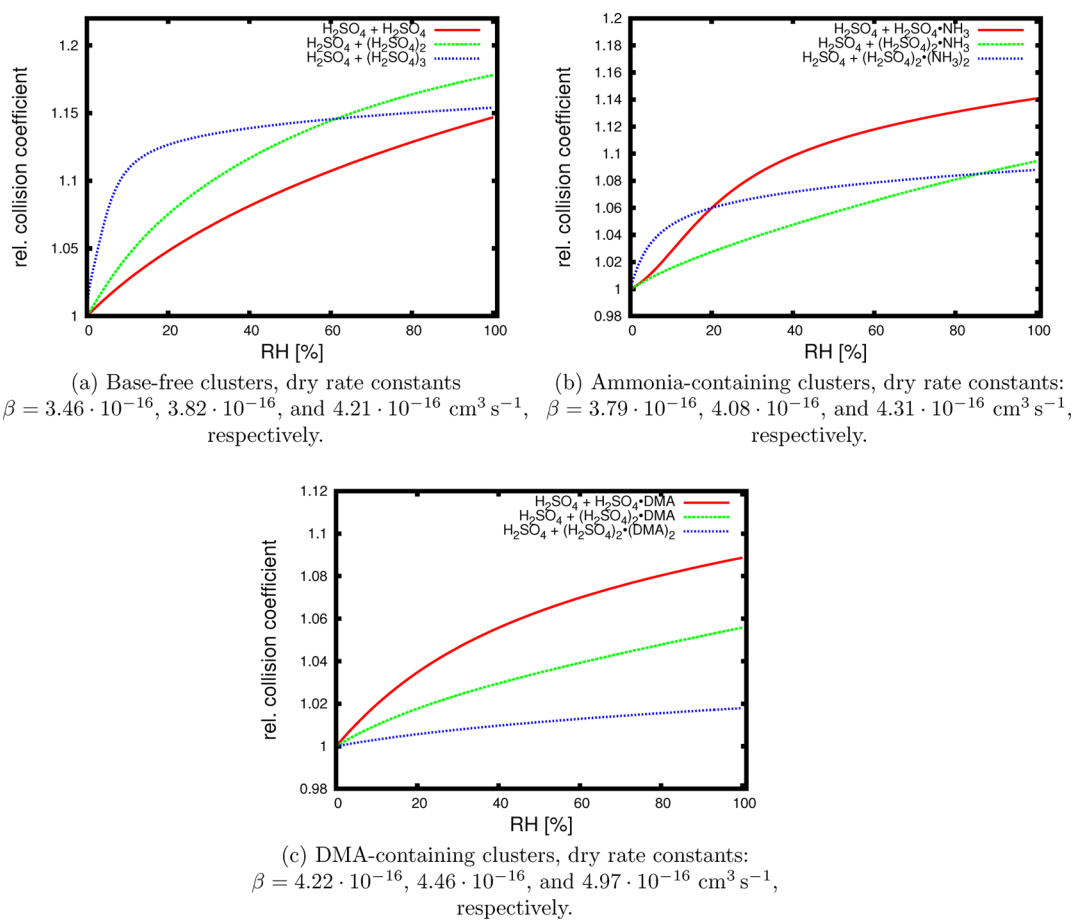 H₂SO₄ + H₂SO₄
H₂SO₄ + (H₂SO₄)₂
H₂SO₄ + (H₂SO₄)₃
1.2
1.15
1.1
1.05
1
rel. collision coefficient
0 20 40 60 80 100
RH [%]
(a) Base-free clusters, dry rate constants
β = 3.46 · 10⁻¹⁶, 3.82 · 10⁻¹⁶, and 4.21 · 10⁻¹⁶ cm³ s⁻¹,
respectively.
H₂SO₄ + H₂SO₄•NH₃
H₂SO₄ + (H₂SO₄)₂•NH₃
H₂SO₄ + (H₂SO₄)₂•(NH₃)₂
1.2
1.18
1.16
1.14
1.12
1.1
1.08
1.06
1.04
1.02
1
0.98
rel. collision coefficient
0 20 40 60 80 100
RH [%]
(b) Ammonia-containing clusters, dry rate constants:
β = 3.79 · 10⁻¹⁶, 4.08 · 10⁻¹⁶, and 4.31 · 10⁻¹⁶ cm³ s⁻¹,
respectively.
H₂SO₄ + H₂SO₄•DMA
H₂SO₄ + (H₂SO₄)₂•DMA
H₂SO₄ + (H₂SO₄)₂•(DMA)₂
1.12
1.1
1.08
1.06
1.04
1.02
1
0.98
rel. collision coefficient
0 20 40 60 80 100
RH [%]
(c) DMA-containing clusters, dry rate constants:
β = 4.22 · 10⁻¹⁶, 4.46 · 10⁻¹⁶, and 4.97 · 10⁻¹⁶ cm³ s⁻¹,
respectively.